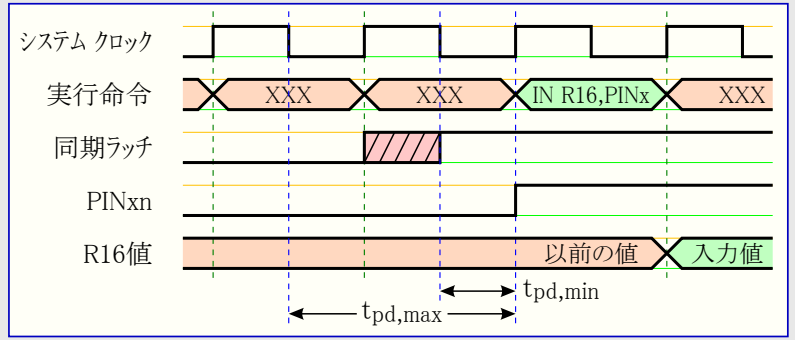 システム クロック
実行命令 XXX XXX IN R16,PINx XXX
同期ラッチ
PINxn
R16値 以前の値 入力値
tpd,min
tpd,max